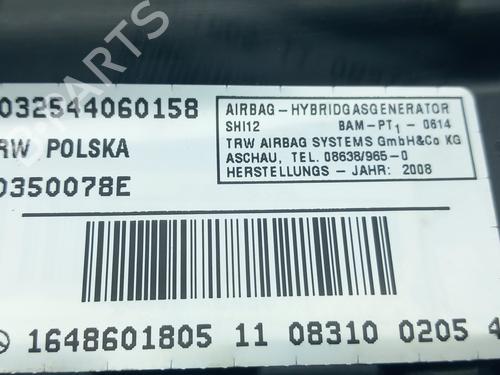 032544060158
RW POLSKA
0350078E
AIRBAG-HYBRIDGASGENERATOR
SHI12 BAM-PT1-0614
TRW AIRBAG SYSTEMS GmbH&Co KG
ASCHAU, TEL. 08638/965-0
HERSTELLUNGS - JAHR: 2008
1648601805 11 08310 0205 4